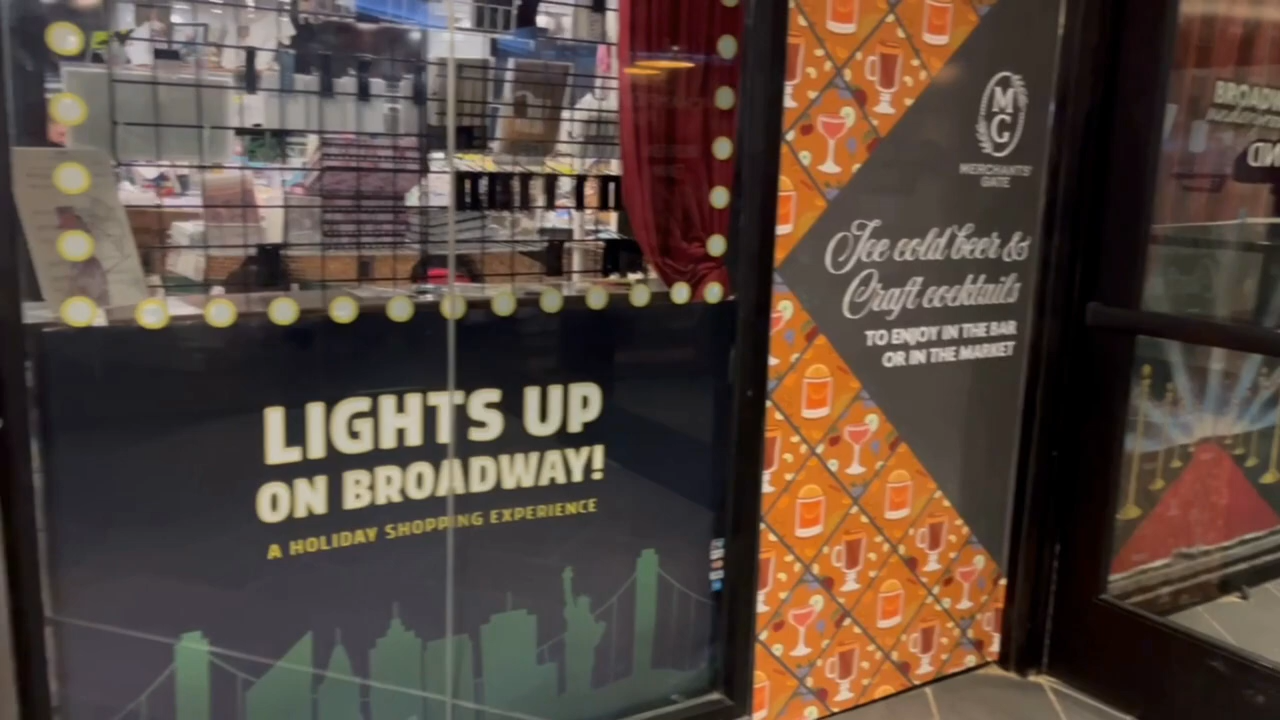 LIGHTS UP
ON BROADWAY!
A HOLIDAY SHOPPING EXPERIENCE
M
G
MERCHANTS'
GATE
Ice cold beer &
Craft cocktails
TO ENJOY IN THE BAR
OR IN THE MARKET